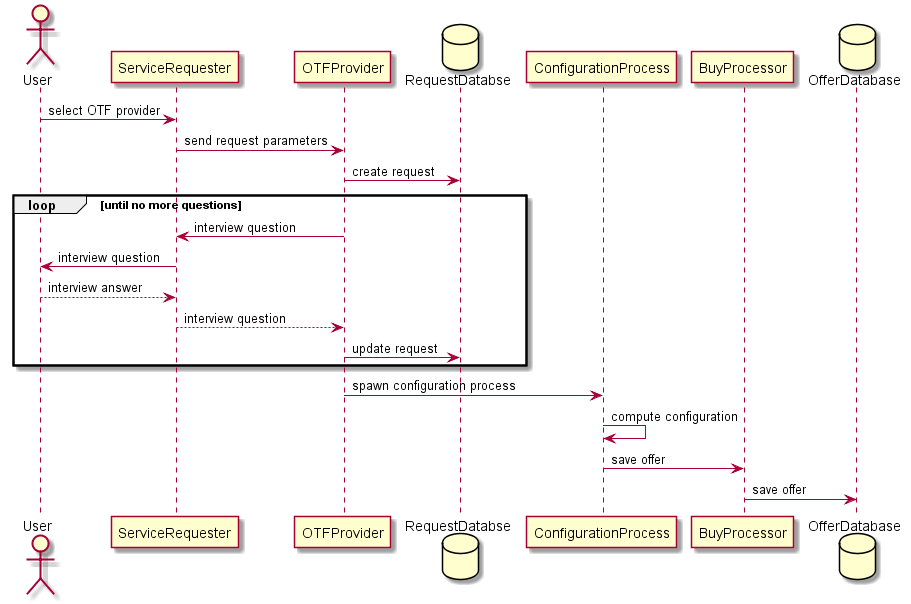 User
ServiceRequester
OTFProvider
RequestDatabse
ConfigurationProcess
BuyProcessor
OfferDatabase
select OTF provider
send request parameters
create request
loop [until no more questions]
interview question
interview question
interview answer
interview question
update request
spawn configuration process
compute configuration
save offer
save offer
User
ServiceRequester
OTFProvider
RequestDatabse
ConfigurationProcess
BuyProcessor
OfferDatabase